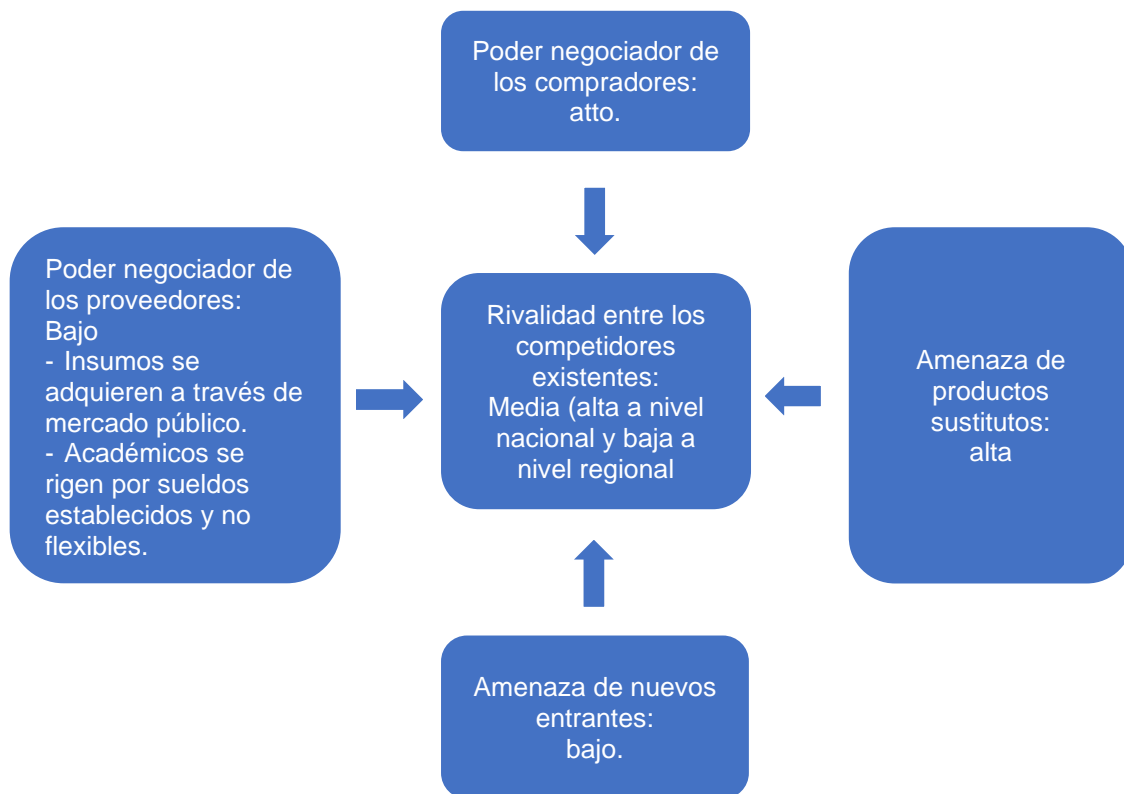 Poder negociador de
los compradores:
atto.
Poder negociador de
los proveedores:
Bajo
- Insumos se
adquieren a través de
mercado público.
- Académicos se
rigen por sueldos
establecidos y no
flexibles.
Rivalidad entre los
competidores
existentes:
Media (alta a nivel
nacional y baja a
nivel regional
Amenaza de
productos
sustitutos:
alta
Amenaza de nuevos
entrantes:
bajo.